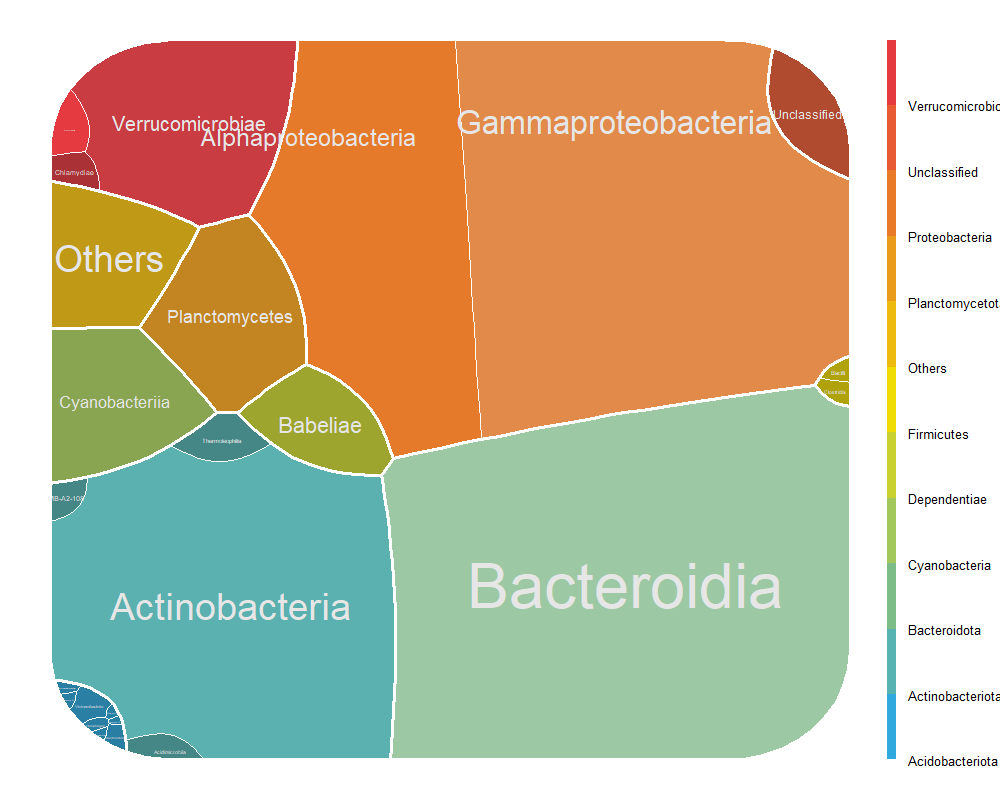 Verrucomicrobiae
Alphaproteobacteria
Gammaproteobacteria
Unclassified
Chlamydiae
Others
Planctomycetes
Cyanobacteriia
Babeliae
Thermoleophilia
Bacilli
Clostridia
MB-A2-108
Actinobacteria
Bacteroidia
Acidimicrobiia
Verrucomicrobio
Unclassified
Proteobacteria
Planctomycetot
Others
Firmicutes
Dependentiae
Cyanobacteria
Bacteroidota
Actinobacteriota
Acidobacteriota